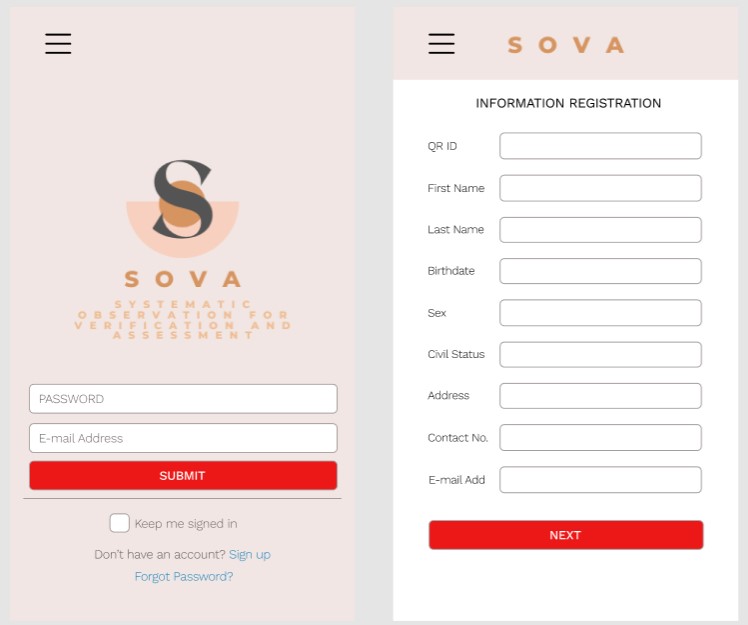 S
SOVA
SYSTEMATIC
OBSERVATION FOR
VERIFICATION AND
ASSESSMENT
PASSWORD
E-mail Address
SUBMIT
Keep me signed in
Don't have an account? Sign up
Forgot Password?
SOVA
INFORMATION REGISTRATION
QR ID
First Name
Last Name
Birthdate
Sex
Civil Status
Address
Contact No.
E-mail Add
NEXT